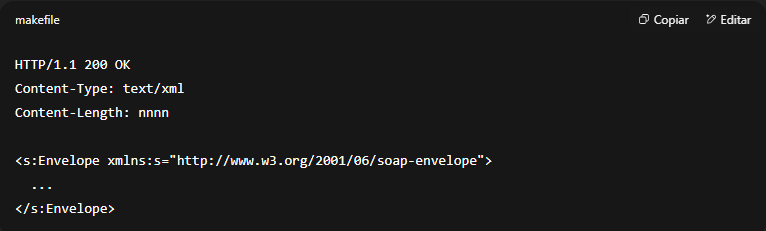 makefile
Copiar
Editar
HTTP/1.1 200 OK
Content-Type: text/xml
Content-Length: nnnn
<s:Envelope xmlns:s="http://www.w3.org/2001/06/soap-envelope">
...
</s:Envelope>